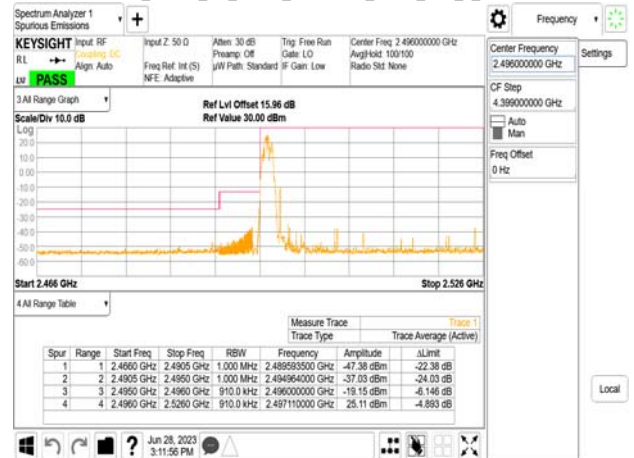 Spectrum Analyzer 1
Spurious Emissions
Frequency
KEYSIGHT Input: RF Input Z: 50 Ω Atten: 30 dB Trig: Free Run Center Freq: 2.496000000 GHz
RL Coupling: DC Preamp: Off Gate: LO Avg|Hold: 100/100
Align: Auto Freq Ref: Int (S) µW Path: Standard IF Gain: Low Radio Std: None
LU PASS NFE: Adaptive
3 All Range Graph
Ref Lvl Offset 15.96 dB
Scale/Div 10.0 dB Ref Value 30.00 dBm
Log
20.0
10.0
0.00
-10.0
-20.0
-30.0
-40.0
-50.0
-60.0
Start 2.466 GHz Stop 2.526 GHz
4 All Range Table
Measure Trace Trace 1
Trace Type Trace Average (Active)
Spur Range Start Freq Stop Freq RBW Frequency Amplitude ΔLimit
1 1 2.4660 GHz 2.4905 GHz 1.000 MHz 2.489593500 GHz -47.38 dBm -22.38 dB
2 2 2.4905 GHz 2.4950 GHz 1.000 MHz 2.494964000 GHz -37.03 dBm -24.03 dB
3 3 2.4950 GHz 2.4960 GHz 910.0 kHz 2.496000000 GHz -19.15 dBm -6.146 dB
4 4 2.4960 GHz 2.5260 GHz 910.0 kHz 2.497110000 GHz 25.11 dBm -4.893 dB
Jun 28, 2023
3:11:56 PM
Center Frequency
2.496000000 GHz
Settings
CF Step
4.399000000 GHz
Auto
Man
Freq Offset
0 Hz
Local